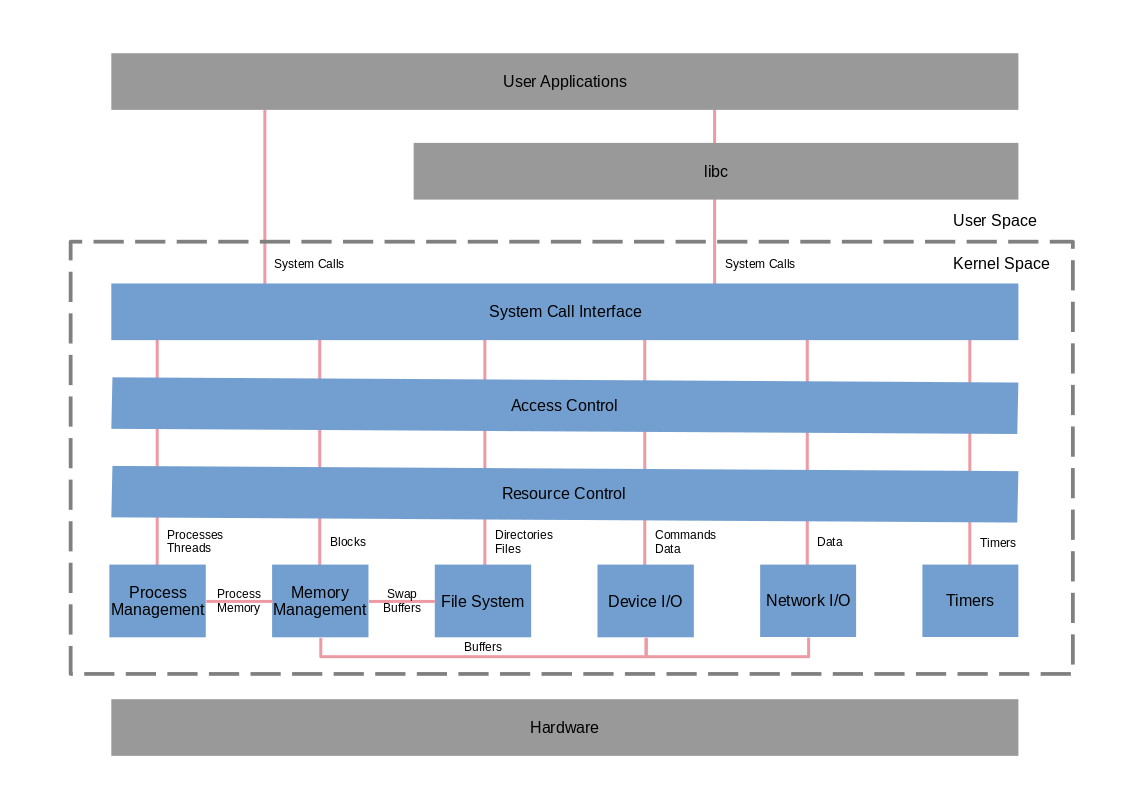 User Applications
libc
User Space
System Calls
System Calls
Kernel Space
System Call Interface
Access Control
Resource Control
Processes
Threads
Blocks
Directories
Files
Commands
Data
Data
Timers
Process
Management
Process
Memory
Memory
Management
Swap
Buffers
File System
Device I/O
Network I/O
Timers
Buffers
Hardware